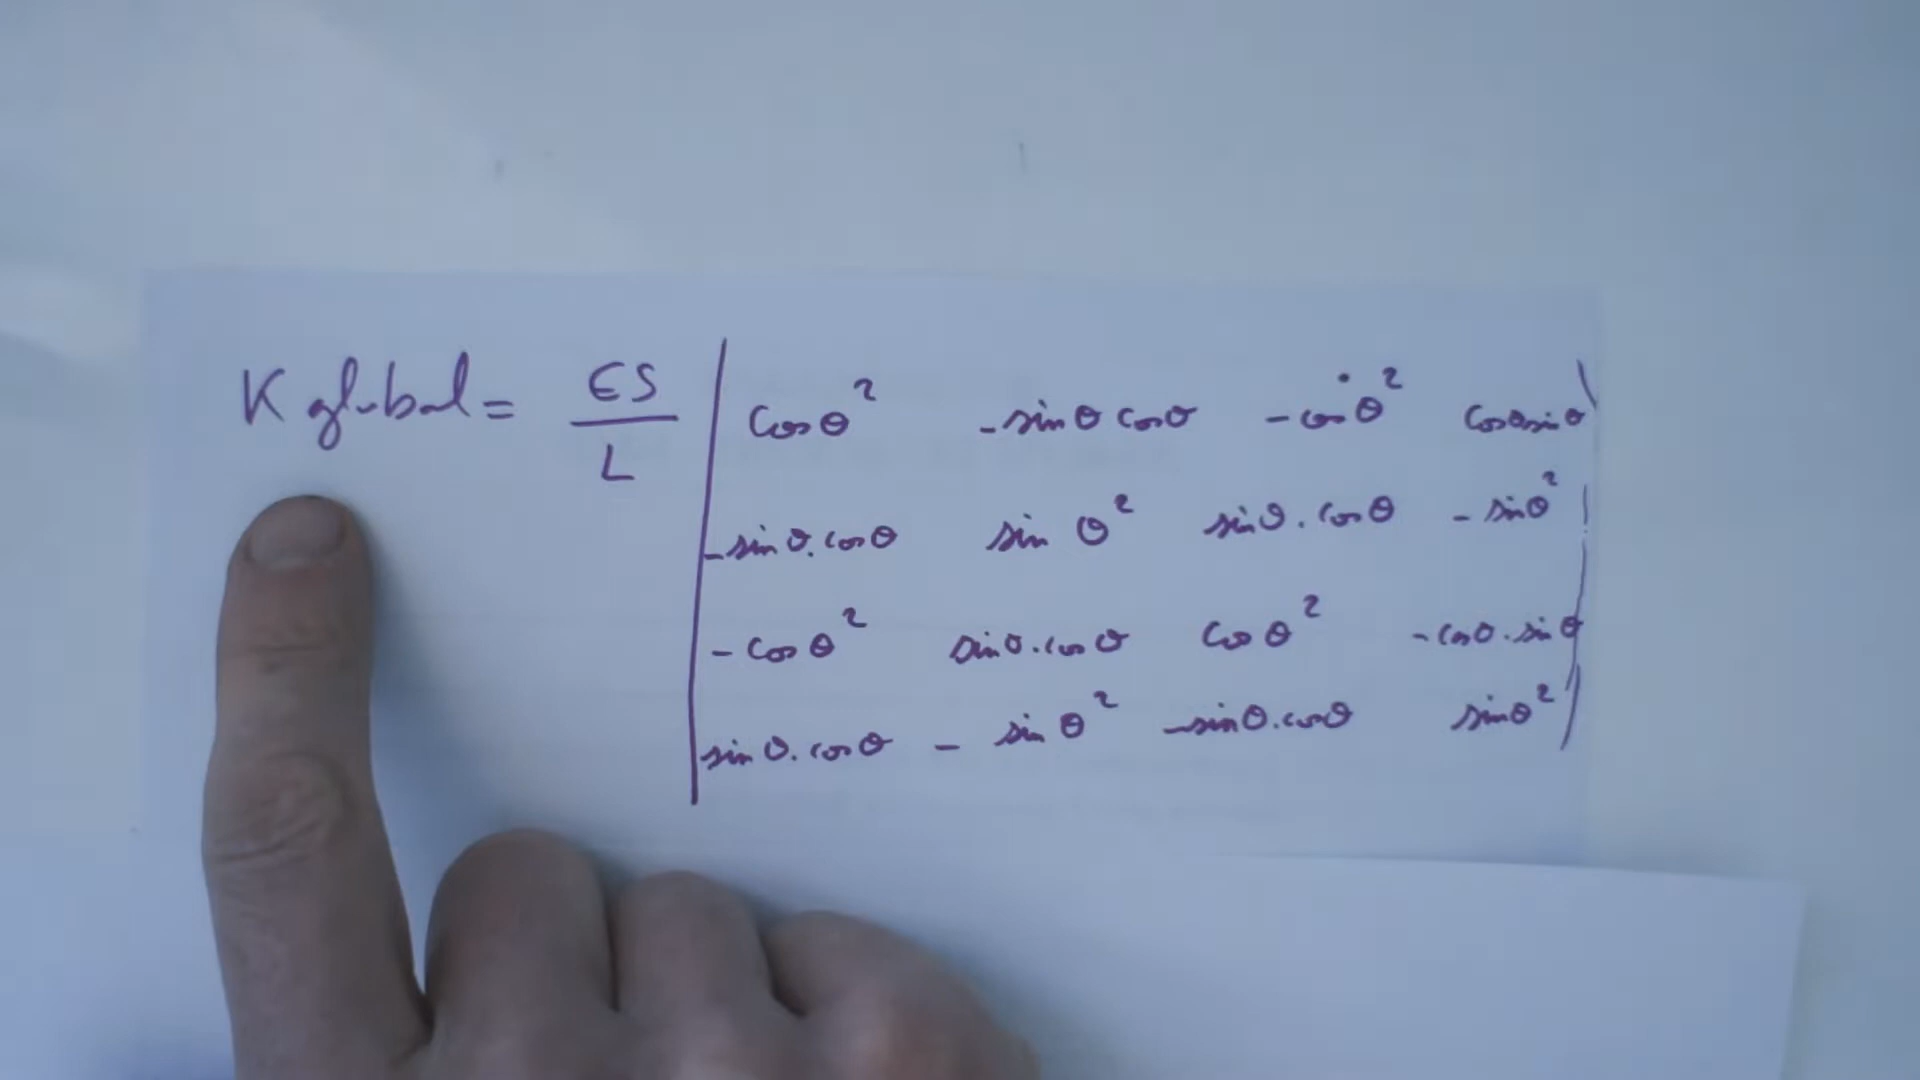 K global = ES/L | cos θ² -sin θ cos θ -cos θ² cos θ sin θ |
-sin θ . cos θ sin θ² sin θ . cos θ - sin θ²
- cos θ² sin θ . cos θ cos θ² - cos θ . sin θ
sin θ . cos θ - sin θ² -sin θ . cos θ sin θ²